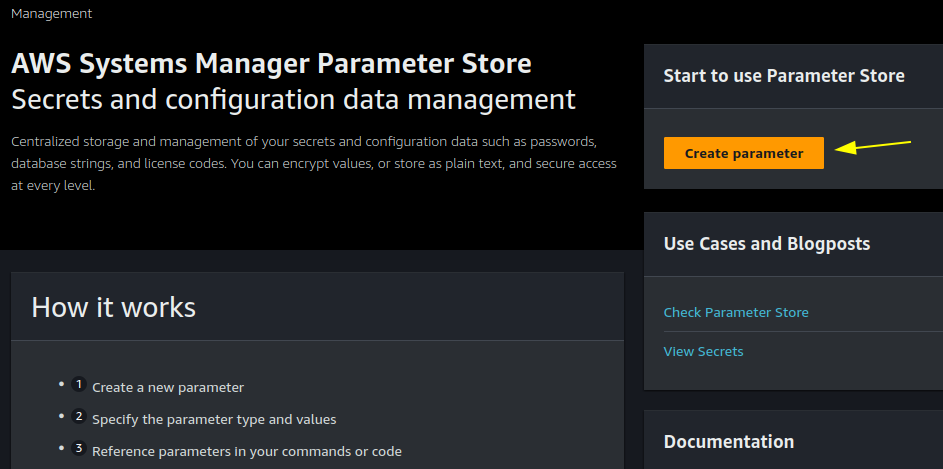 Management
AWS Systems Manager Parameter Store
Secrets and configuration data management
Centralized storage and management of your secrets and configuration data such as passwords,
database strings, and license codes. You can encrypt values, or store as plain text, and secure access
at every level.
Start to use Parameter Store
Create parameter
Use Cases and Blogposts
Check Parameter Store
View Secrets
Documentation
How it works
1 Create a new parameter
2 Specify the parameter type and values
3 Reference parameters in your commands or code